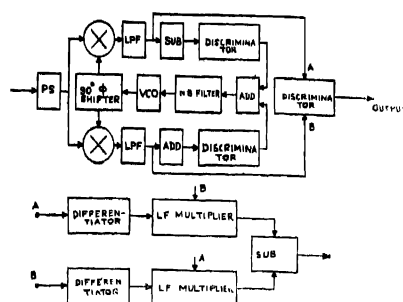 LPF
SUB
DISCRIMINA
TOR
A
PS
90° Φ
SHIFTER
VCO
N B FILTER
ADD
DISCRIMINA
TOR
OUTPUT
LPF
ADD
DISCRIMINA
TOR
B
A
DIFFEREN-
TIATOR
B
LF MULTIPLIER
SUB
B
DIFFEREN
TIATOR
A
LF MULTIPLIER